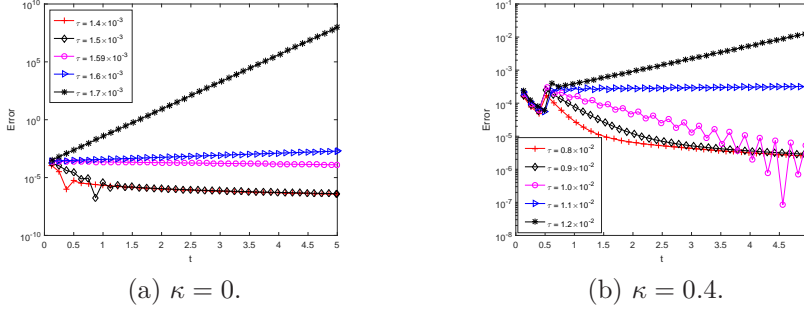 10^10
10^5
10^0
10^-5
10^-10
Error
0 0.5 1 1.5 2 2.5 3 3.5 4 4.5 5
t
τ = 1.4×10^-3
τ = 1.5×10^-3
τ = 1.59×10^-3
τ = 1.6×10^-3
τ = 1.7×10^-3
(a) κ = 0.
10^-1
10^-2
10^-3
10^-4
10^-5
10^-6
10^-7
10^-8
Error
0 0.5 1 1.5 2 2.5 3 3.5 4 4.5 5
t
τ = 0.8×10^-2
τ = 0.9×10^-2
τ = 1.0×10^-2
τ = 1.1×10^-2
τ = 1.2×10^-2
(b) κ = 0.4.